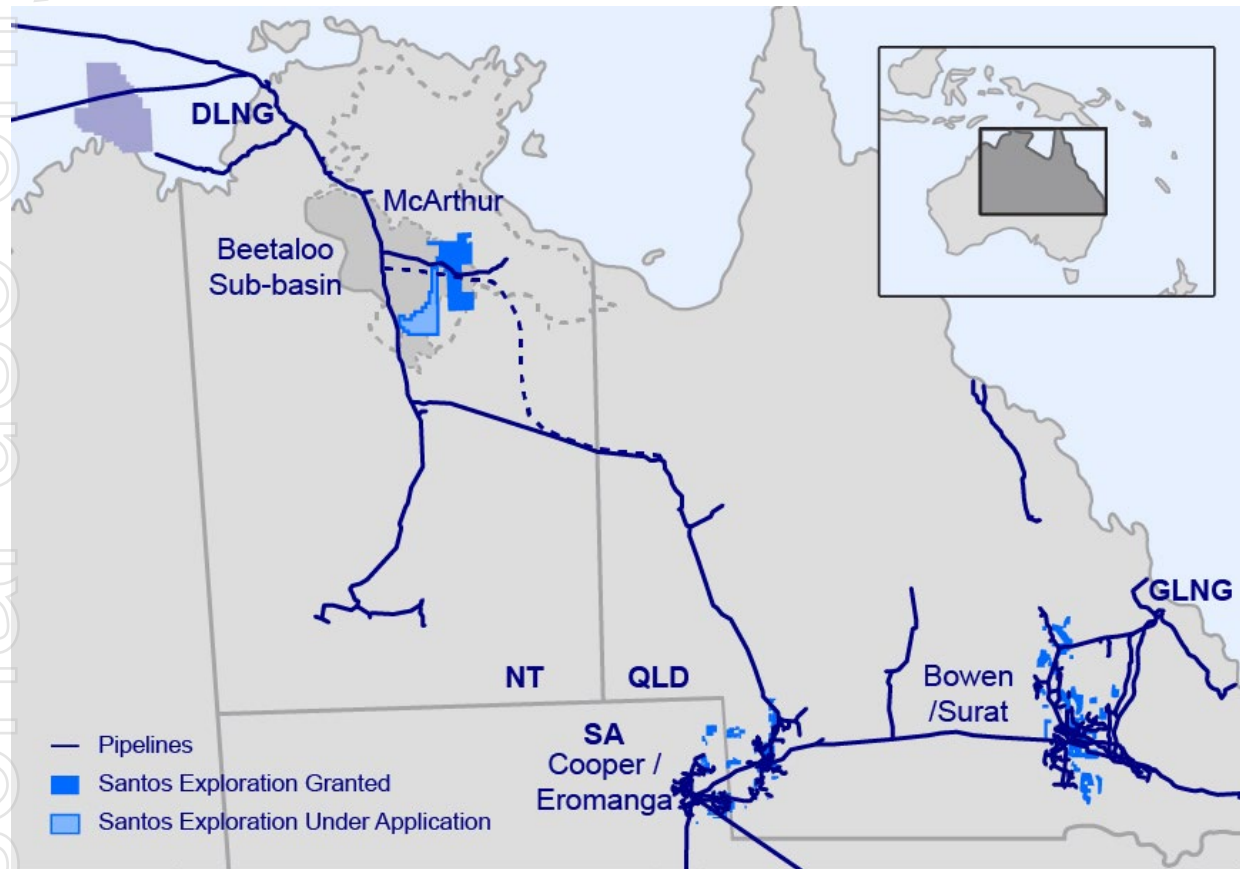 DLNG
McArthur
Beetaloo
Sub-basin
GLNG
NT
QLD
Bowen
/Surat
SA
Cooper /
Eromanga
Pipelines
Santos Exploration Granted
Santos Exploration Under Application